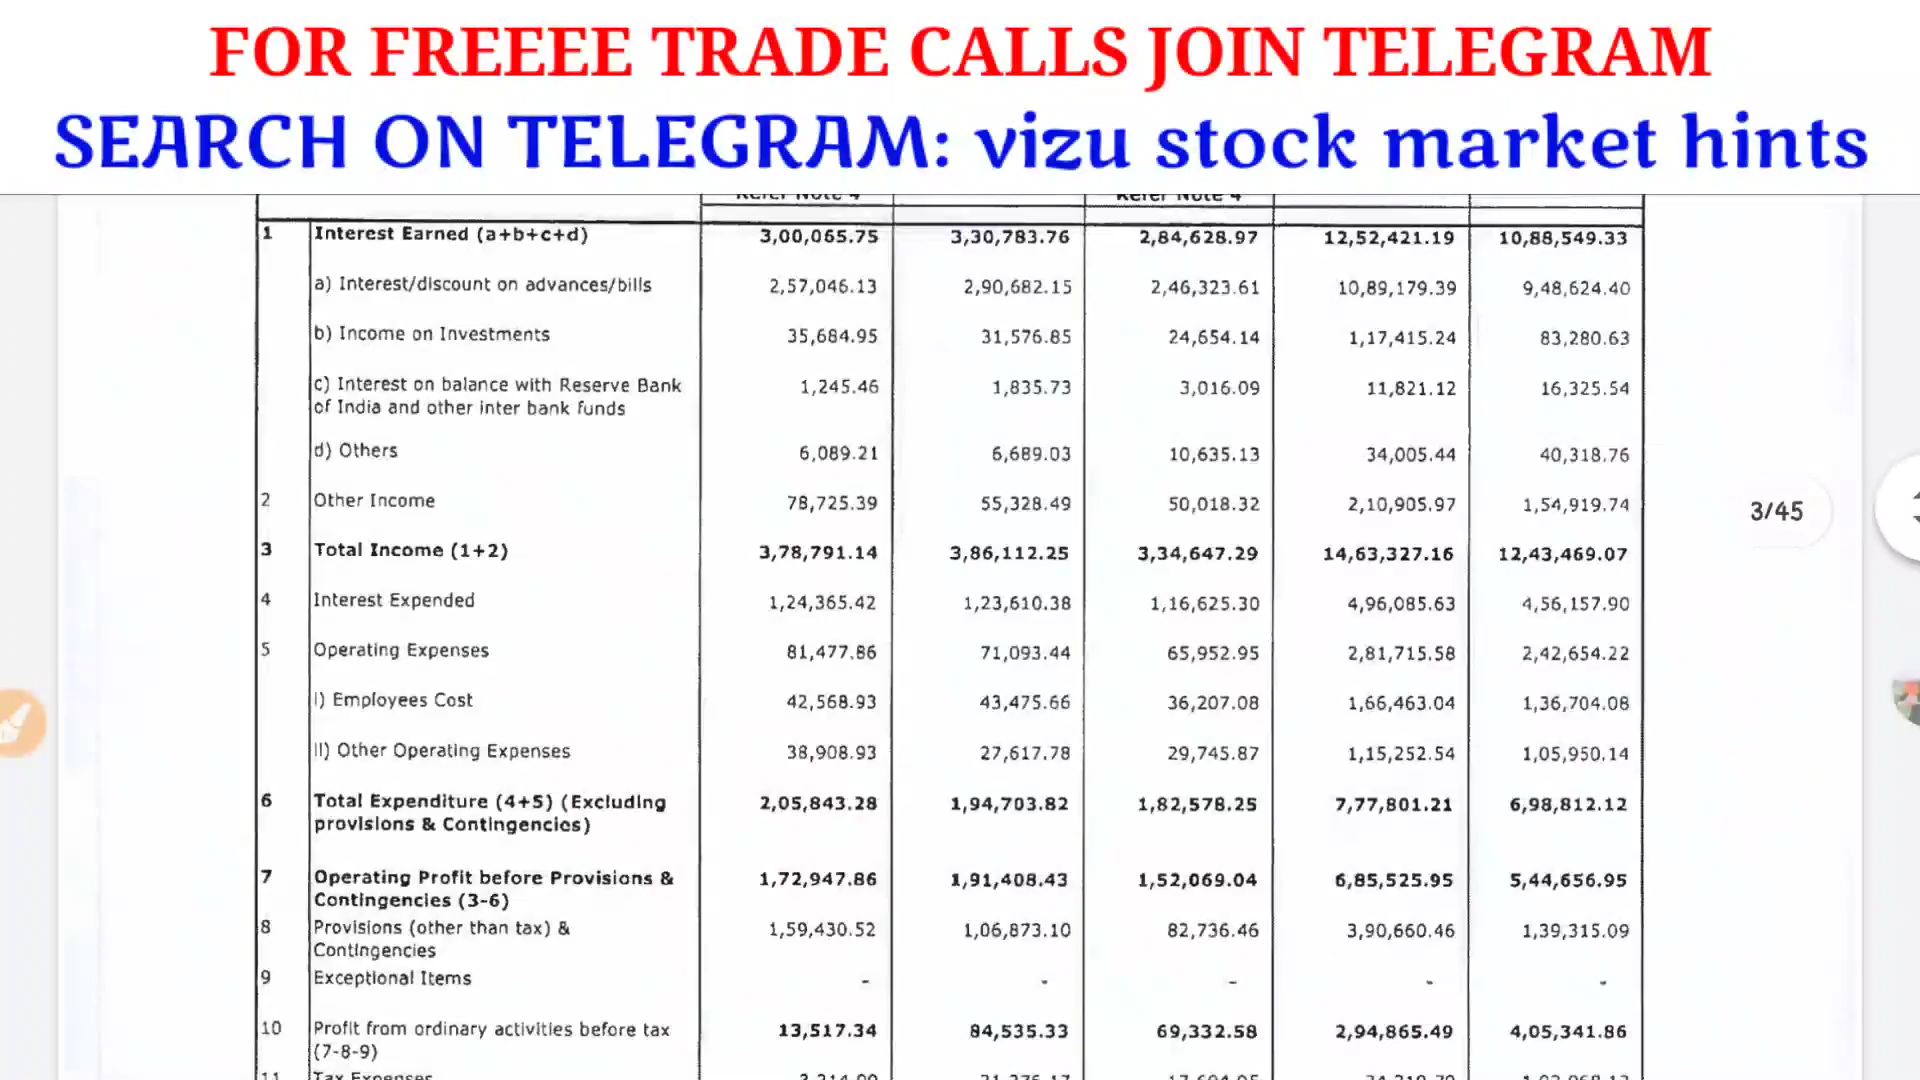 FOR FREEEE TRADE CALLS JOIN TELEGRAM
SEARCH ON TELEGRAM: vizu stock market hints
Refer Note 4 Refer Note 4
1 Interest Earned (a+b+c+d) 3,00,065.75 3,30,783.76 2,84,628.97 12,52,421.19 10,88,549.33
a) Interest/discount on advances/bills 2,57,046.13 2,90,682.15 2,46,323.61 10,89,179.39 9,48,624.40
b) Income on Investments 35,684.95 31,576.85 24,654.14 1,17,415.24 83,280.63
c) Interest on balance with Reserve Bank 1,245.46 1,835.73 3,016.09 11,821.12 16,325.54
of India and other inter bank funds
d) Others 6,089.21 6,689.03 10,635.13 34,005.44 40,318.76
2 Other Income 78,725.39 55,328.49 50,018.32 2,10,905.97 1,54,919.74
3/45
3 Total Income (1+2) 3,78,791.14 3,86,112.25 3,34,647.29 14,63,327.16 12,43,469.07
4 Interest Expended 1,24,365.42 1,23,610.38 1,16,625.30 4,96,085.63 4,56,157.90
5 Operating Expenses 81,477.86 71,093.44 65,952.95 2,81,715.58 2,42,654.22
i) Employees Cost 42,568.93 43,475.66 36,207.08 1,66,463.04 1,36,704.08
ii) Other Operating Expenses 38,908.93 27,617.78 29,745.87 1,15,252.54 1,05,950.14
6 Total Expenditure (4+5) (Excluding 2,05,843.28 1,94,703.82 1,82,578.25 7,77,801.21 6,98,812.12
provisions & Contingencies)
7 Operating Profit before Provisions & 1,72,947.86 1,91,408.43 1,52,069.04 6,85,525.95 5,44,656.95
Contingencies (3-6)
8 Provisions (other than tax) & 1,59,430.52 1,06,873.10 82,736.46 3,90,660.46 1,39,315.09
Contingencies
9 Exceptional Items - - - - -
10 Profit from ordinary activities before tax 13,517.34 84,535.33 69,332.58 2,94,865.49 4,05,341.86
(7-8-9)
11 Tax Expenses